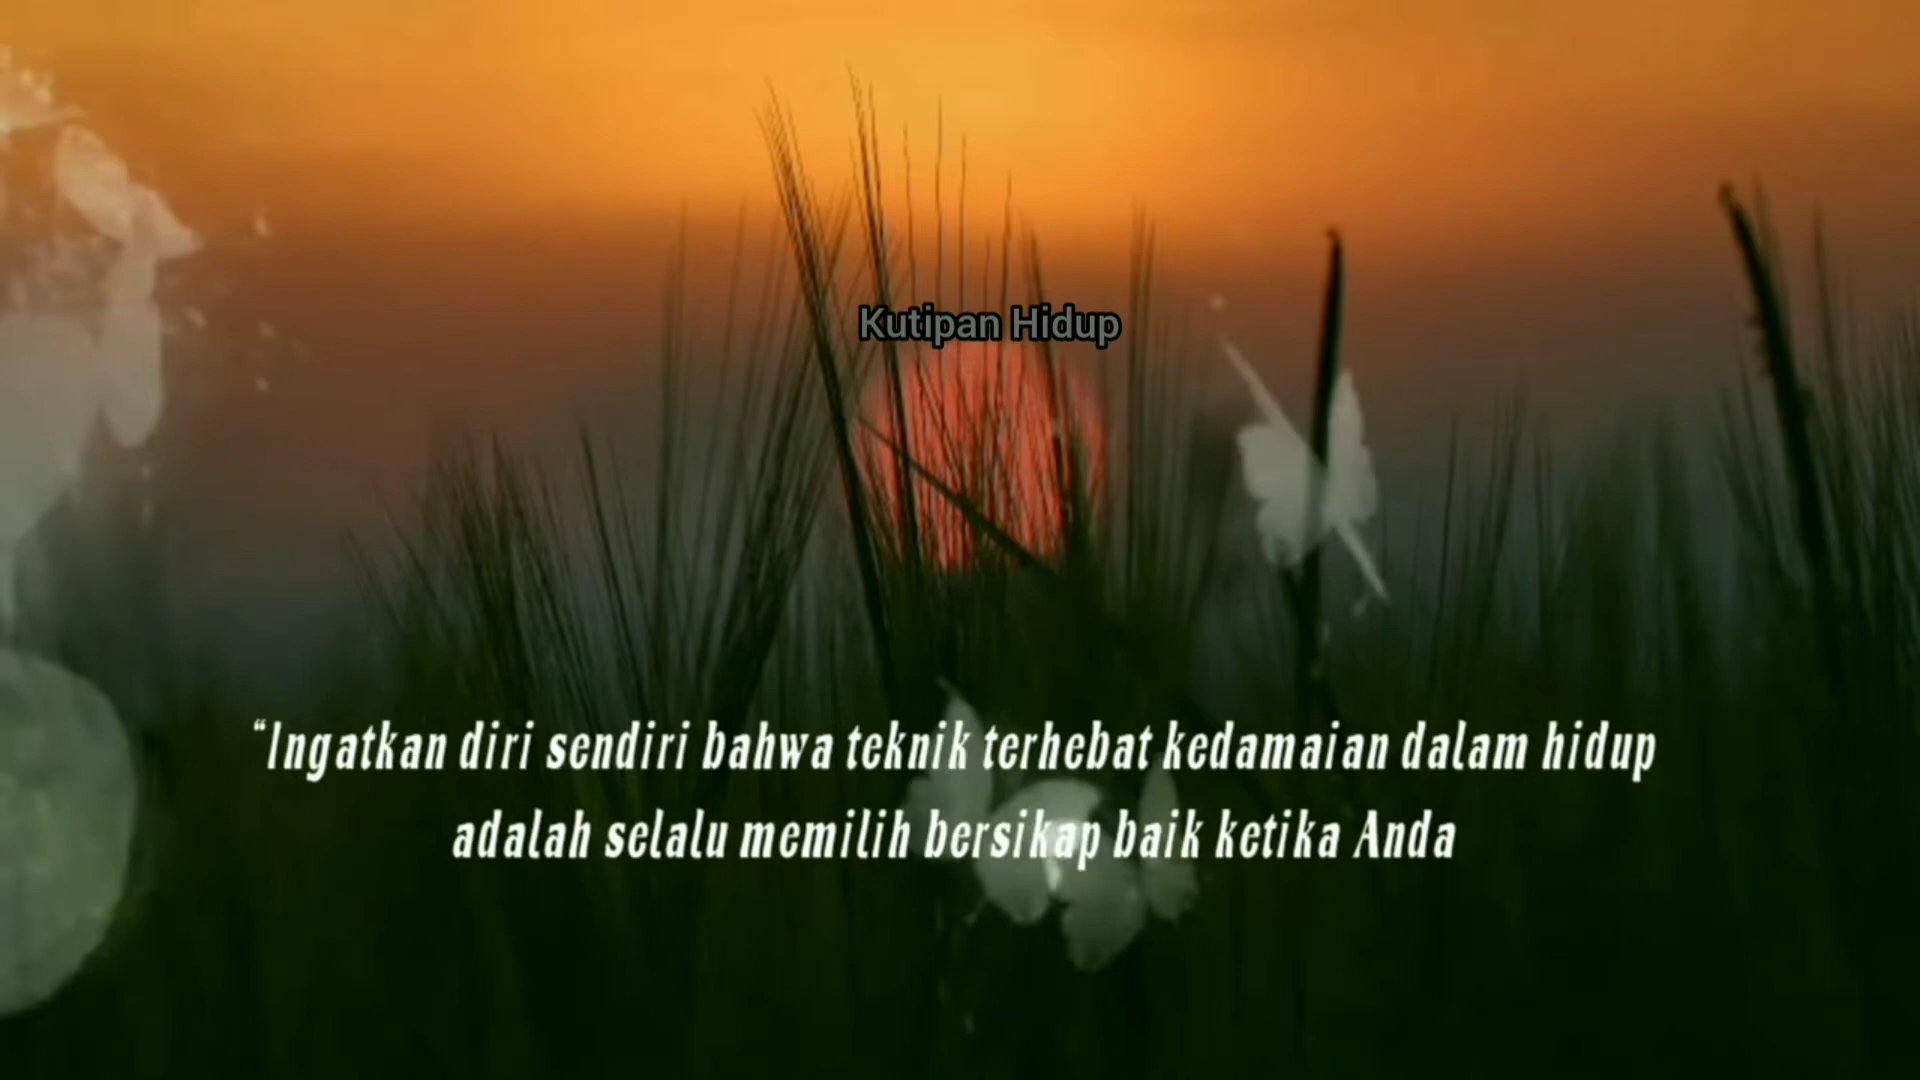 Kutipan Hidup
“Ingatkan diri sendiri bahwa teknik terhebat kedamaian dalam hidup
adalah selalu memilih bersikap baik ketika Anda